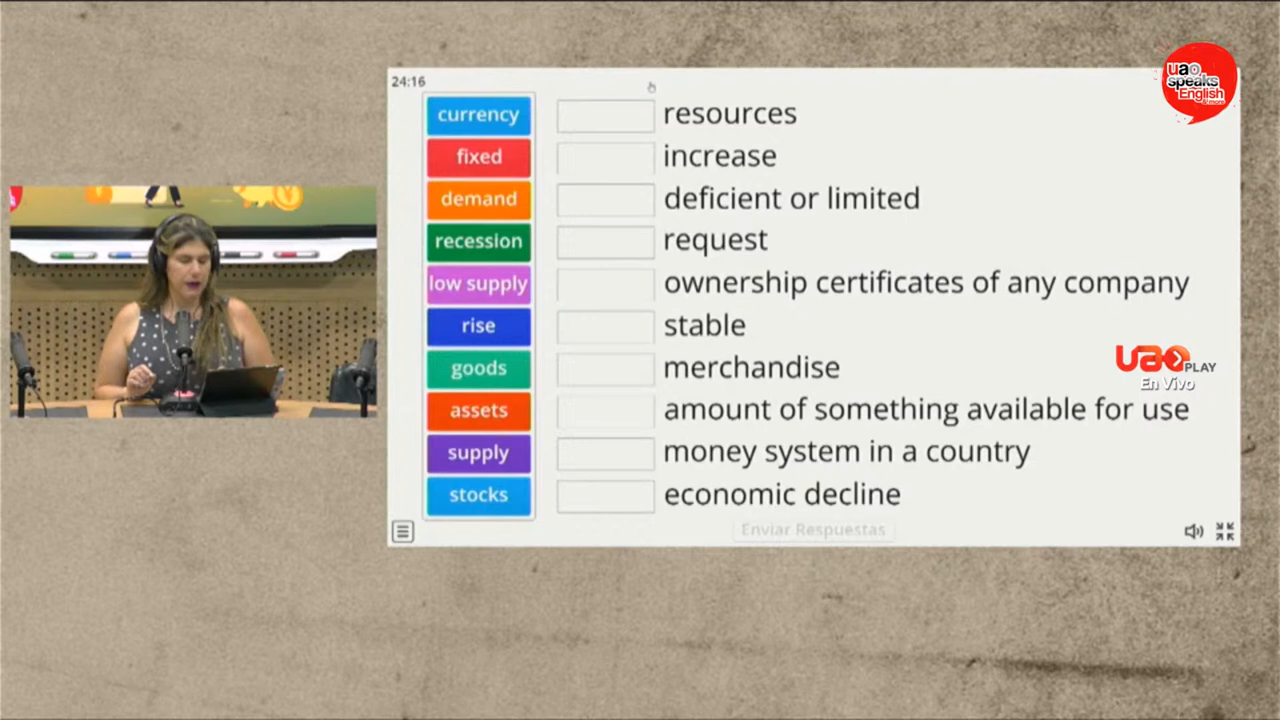 24:16
currency
resources
fixed
increase
demand
deficient or limited
recession
request
low supply
ownership certificates of any company
rise
stable
goods
merchandise
assets
amount of something available for use
supply
money system in a country
stocks
economic decline
Enviar Respuestas
uao
speaks
English
uao PLAY
En Vivo